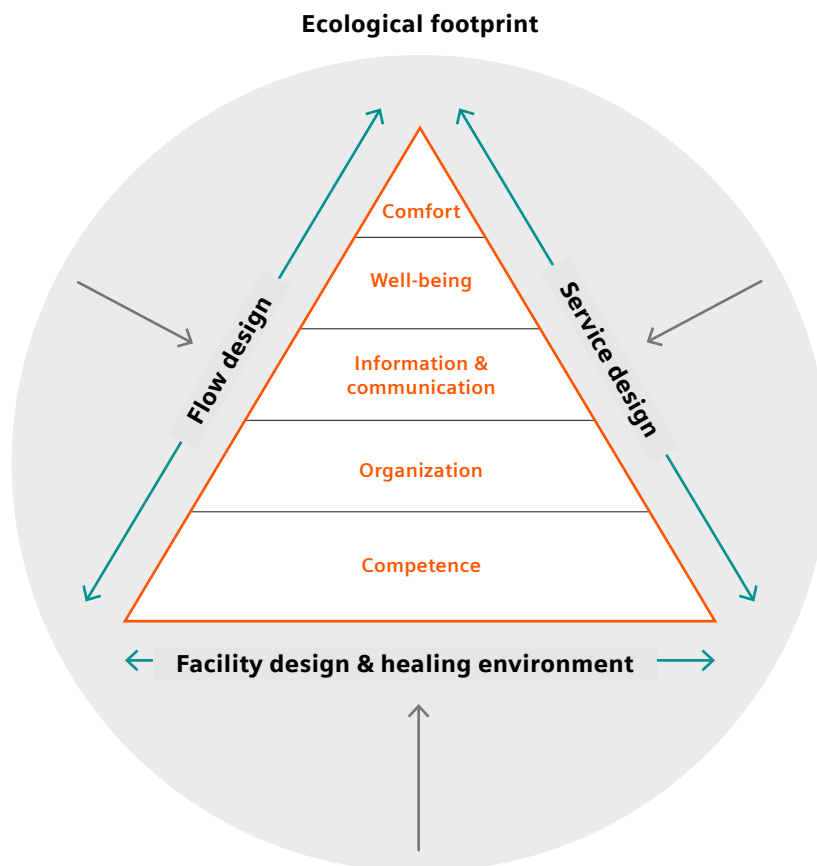 Ecological footprint
Comfort
Well-being
Information &
communication
Organization
Competence
Flow design
Service design
Facility design & healing environment